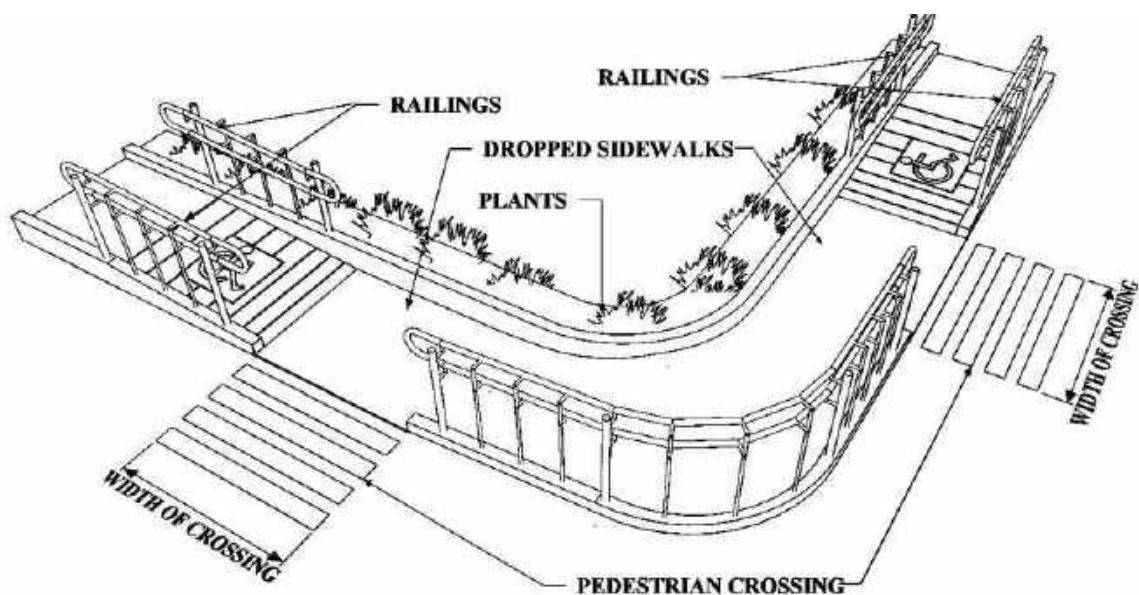 RAILINGS
RAILINGS
DROPPED SIDEWALKS
PLANTS
WIDTH OF CROSSING
WIDTH OF CROSSING
PEDESTRIAN CROSSING